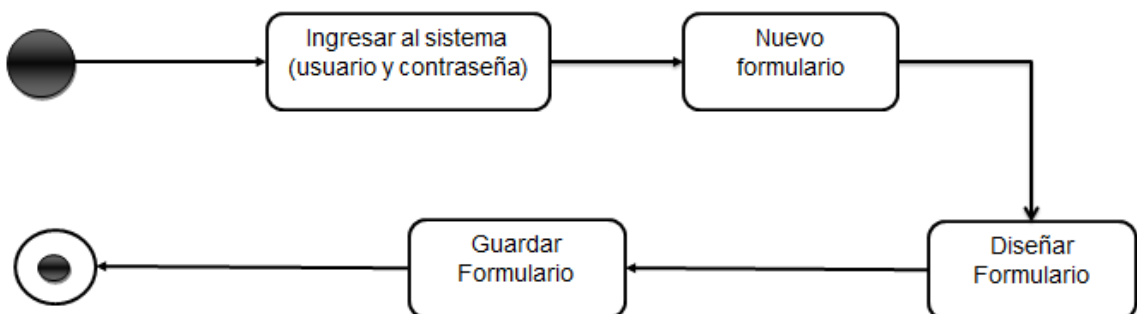 Ingresar al sistema
(usuario y contraseña)
Nuevo
formulario
Diseñar
Formulario
Guardar
Formulario